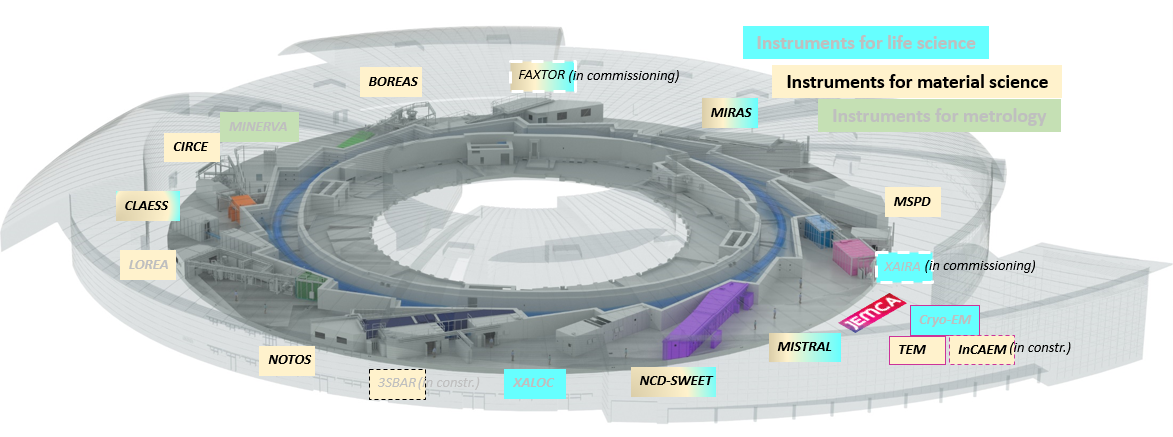 Instruments for life science
BOREAS
FAXTOR (in commissioning)
Instruments for material science
MIRAS
Instruments for metrology
MINERVA
CIRCE
CLAESS
MSPD
LOREA
XAIRA (in commissioning)
JEMCA
Cryo-EM
MISTRAL
TEM
InCAEM (in constr.)
NOTOS
3SBAR (in constr.)
XALOC
NCD-SWEET